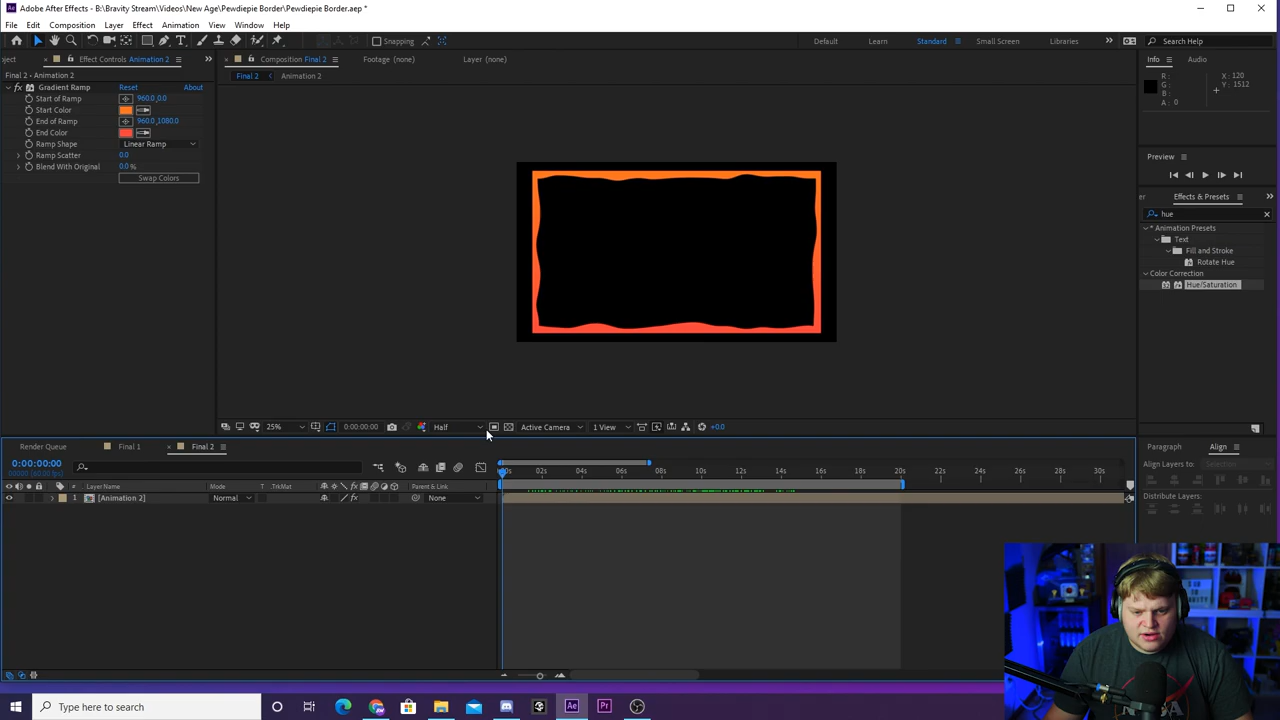 Adobe After Effects - B:\Bravity Stream\Videos\New Age\Pewdiepie Border\Pewdiepie Border.aep *
File Edit Composition Layer Effect Animation View Window Help
Snapping Default Learn Standard Small Screen Libraries Search Help
Effect Controls Animation 2 Composition Final 2 Footage (none) Layer (none) Info Audio
Final 2 • Animation 2 Final 2 Animation 2
fx Gradient Ramp Reset About
R: X: 120
G: Y: 1512
B:
A: 0
Start of Ramp 960.0,0.0
Start Color
End of Ramp 960.0,1080.0
End Color
Ramp Shape Linear Ramp
Ramp Scatter 0.0
Blend With Original 0.0 %
Swap Colors
Preview
Effects & Presets
hue
* Animation Presets
Text
Fill and Stroke
Rotate Hue
Color Correction
Hue/Saturation
25% 0:00:00:00 Half Active Camera 1 View +0.0
Render Queue Final 1 Final 2 Paragraph Align
0:00:00:00
Align Layers to:
02s 04s 06s 08s 10s 12s 14s 16s 18s 20s 22s 24s 26s 28s 30s
# Layer Name Mode T .TrkMat Parent & Link
1 [Animation 2] Normal None
Distribute Layers:
Type here to search
Ae Pr